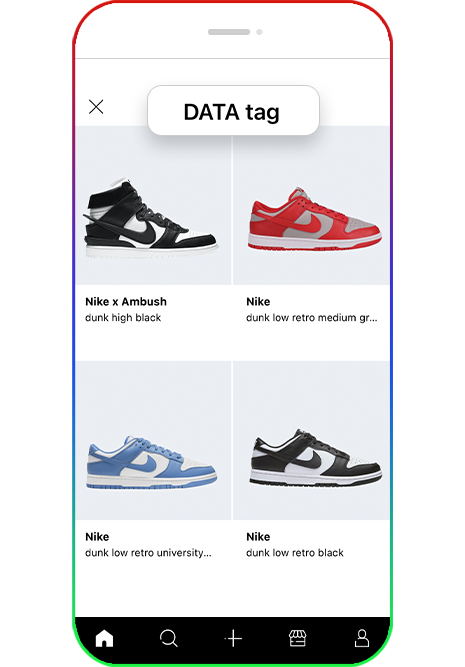 DATA tag
Nike x Ambush
dunk high black
Nike
dunk low retro medium gr...
Nike
dunk low retro university...
Nike
dunk low retro black